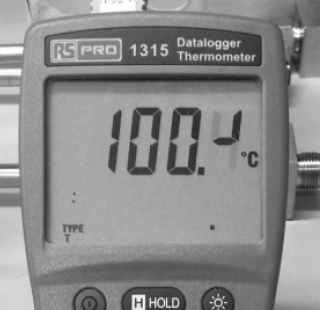 RS PRO 1315 Datalogger
Thermometer
100.
°C
:
TYPE
T
H HOLD